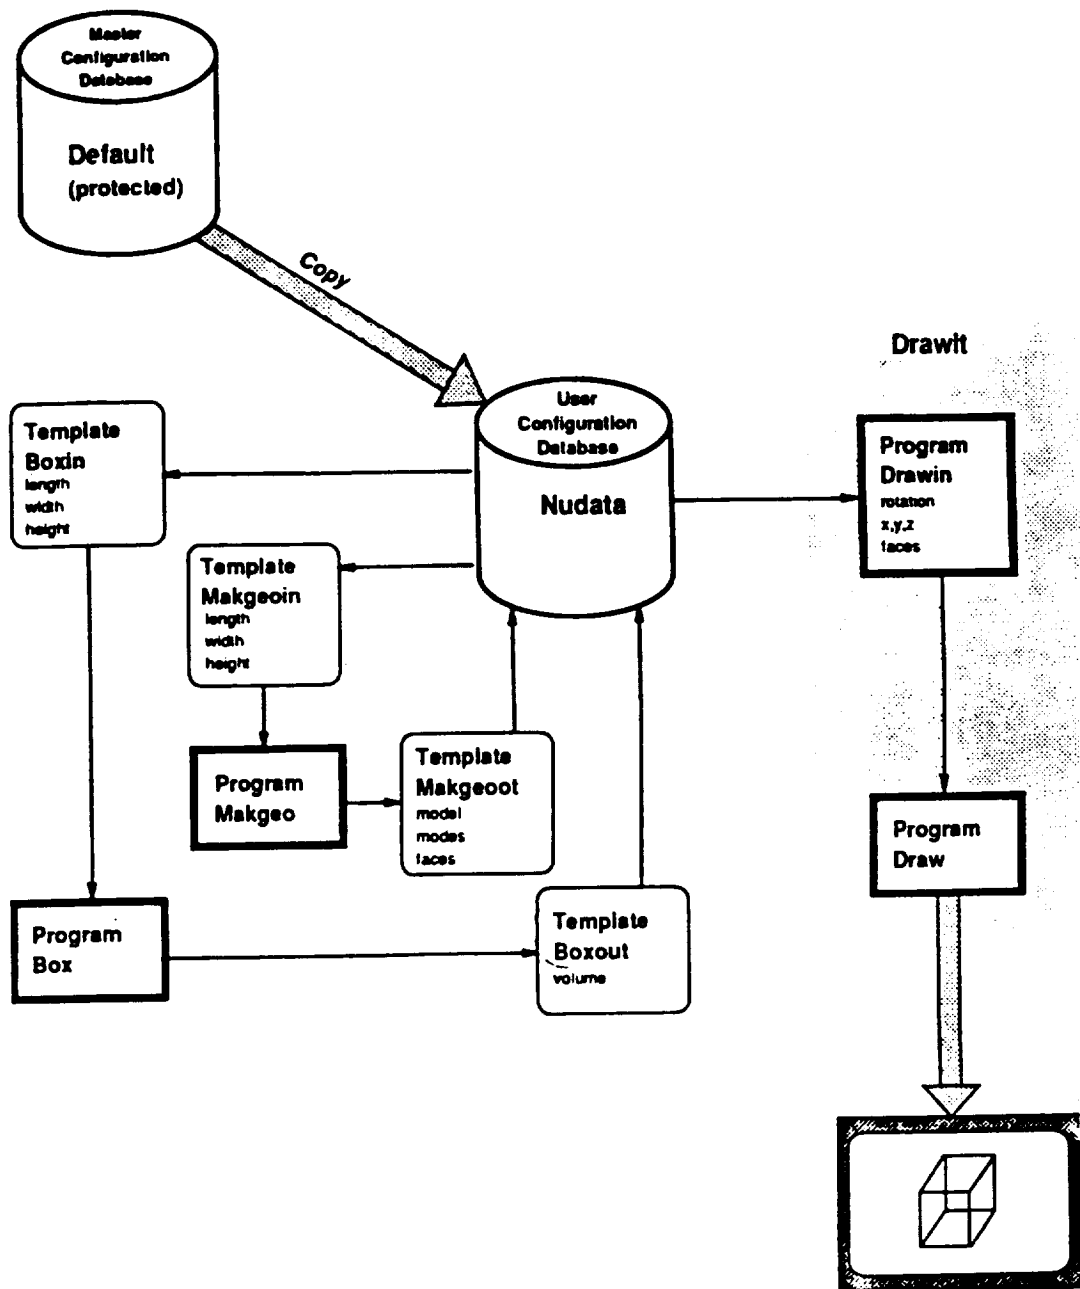 Master
Configuration
Database
Default
(protected)
Copy
Drawit
User
Configuration
Database
Nudata
Template
Boxin
length
width
height
Program
Drawin
rotation
x,y,z
faces
Template
Makgeoin
length
width
height
Program
Makgeo
Template
Makgeoot
model
modes
faces
Program
Draw
Program
Box
Template
Boxout
volume